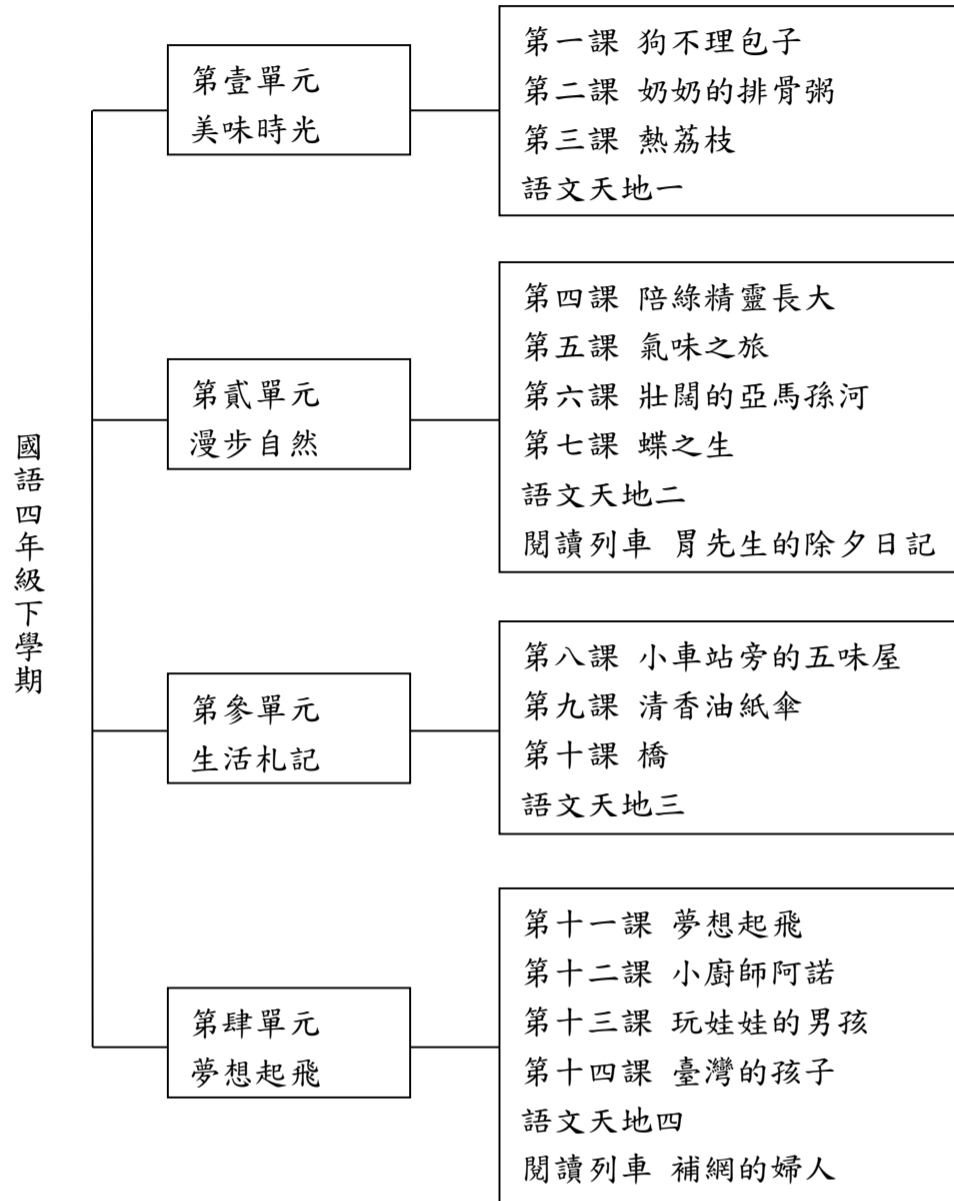 國語四年級下學期
第壹單元
美味時光
第一課 狗不理包子
第二課 奶奶的排骨粥
第三課 熱荔枝
語文天地一
第貳單元
漫步自然
第四課 陪綠精靈長大
第五課 氣味之旅
第六課 壯闊的亞馬孫河
第七課 蝶之生
語文天地二
閱讀列車 胃先生的除夕日記
第參單元
生活札記
第八課 小車站旁的五味屋
第九課 清香油紙傘
第十課 橋
語文天地三
第肆單元
夢想起飛
第十一課 夢想起飛
第十二課 小廚師阿諾
第十三課 玩娃娃的男孩
第十四課 臺灣的孩子
語文天地四
閱讀列車 補網的婦人